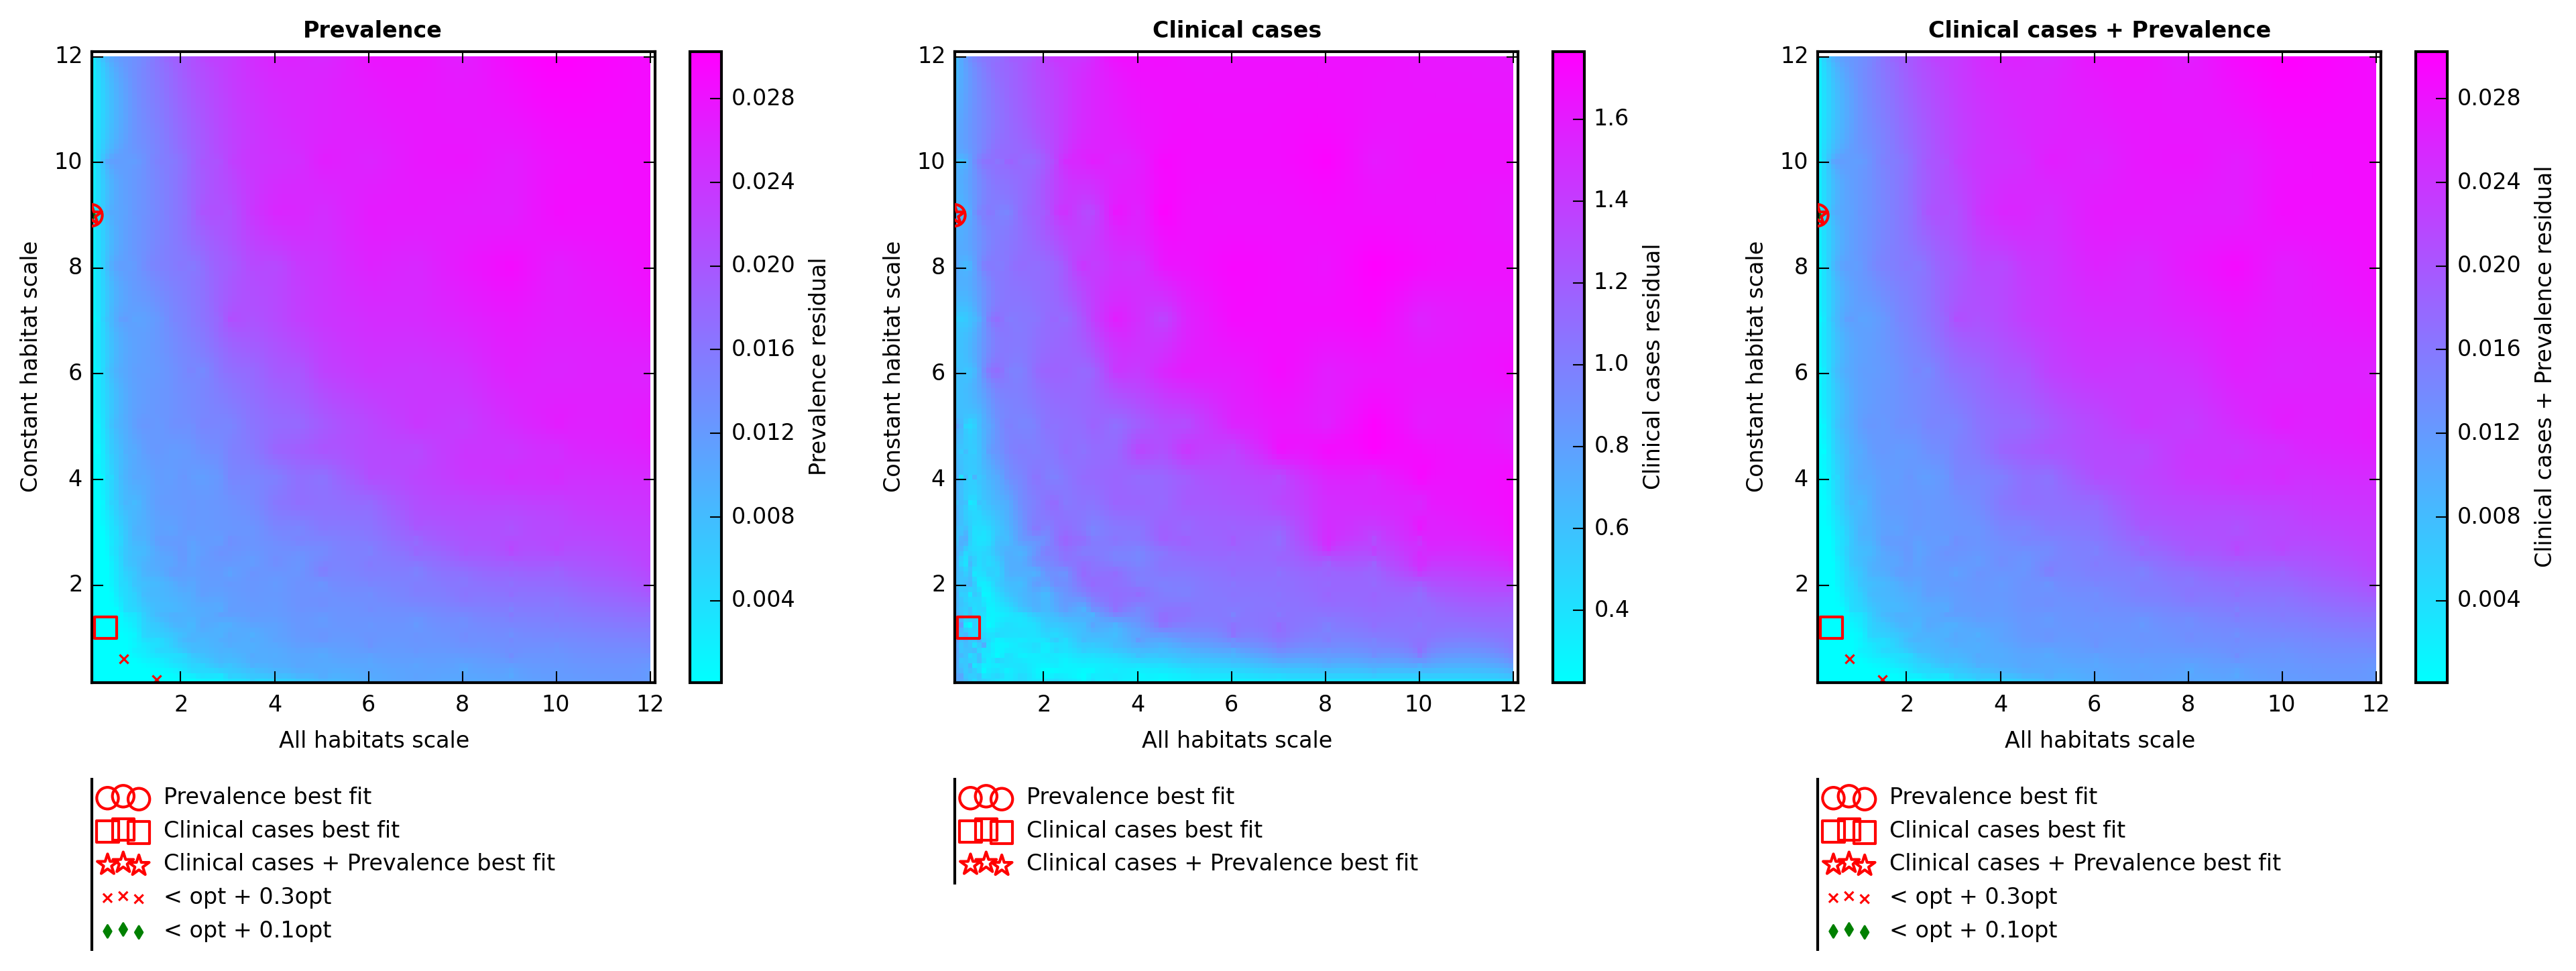 Prevalence
12
10
8
6
4
2
2 4 6 8 10 12
Constant habitat scale
All habitats scale
0.028
0.024
0.020
0.016
0.012
0.008
0.004
Prevalence residual
Prevalence best fit
Clinical cases best fit
Clinical cases + Prevalence best fit
< opt + 0.3opt
< opt + 0.1opt
Clinical cases
12
10
8
6
4
2
2 4 6 8 10 12
Constant habitat scale
All habitats scale
1.6
1.4
1.2
1.0
0.8
0.6
0.4
Clinical cases residual
Prevalence best fit
Clinical cases best fit
Clinical cases + Prevalence best fit
Clinical cases + Prevalence
12
10
8
6
4
2
2 4 6 8 10 12
Constant habitat scale
All habitats scale
0.028
0.024
0.020
0.016
0.012
0.008
0.004
Clinical cases + Prevalence residual
Prevalence best fit
Clinical cases best fit
Clinical cases + Prevalence best fit
< opt + 0.3opt
< opt + 0.1opt